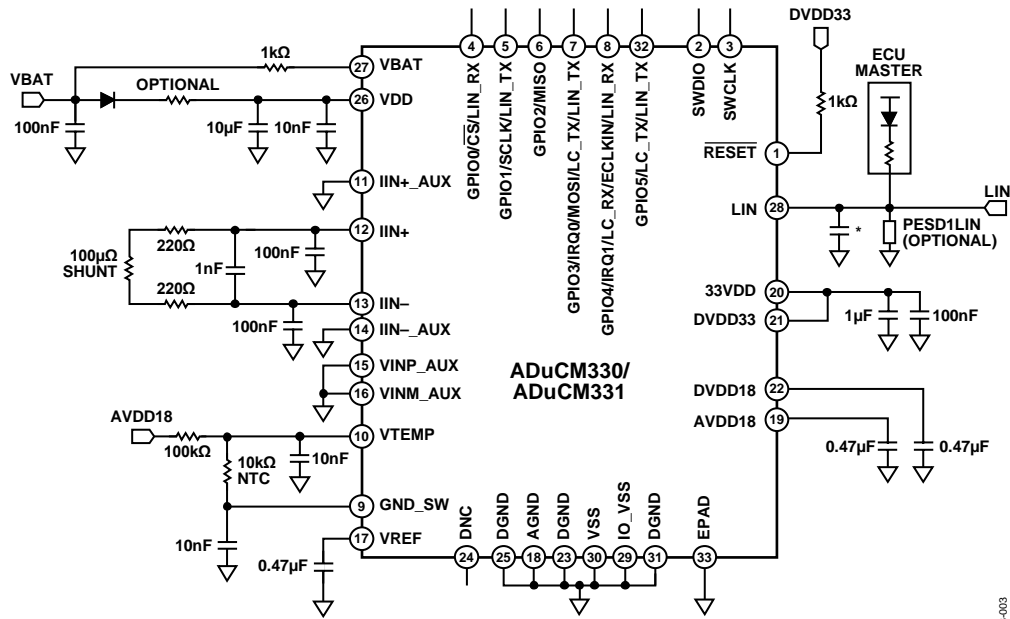 DVDD33
ECU
MASTER
4
5
6
7
8
32
2
3
1kΩ
VBAT
27
VBAT
OPTIONAL
26
VDD
100nF
10µF
10nF
GPIO0/CS/LIN_RX
GPIO1/SCLK/LIN_TX
GPIO2/MISO
GPIO3/IRQ0/MOSI/LC_TX/LIN_TX
GPIO4/IRQ1/LC_RX/ECLKIN/LIN_RX
GPIO5/LC_TX/LIN_TX
SWDIO
SWCLK
1kΩ
RESET
1
11
IIN+_AUX
LIN
28
LIN
*
PESD1LIN
(OPTIONAL)
12
IIN+
220Ω
100µΩ
SHUNT
1nF
100nF
220Ω
13
IIN–
100nF
14
IIN–_AUX
33VDD
20
DVDD33
21
1µF
100nF
15
VINP_AUX
16
VINM_AUX
ADuCM330/
ADuCM331
DVDD18
22
AVDD18
19
0.47µF
0.47µF
AVDD18
100kΩ
10
VTEMP
10kΩ
NTC
10nF
9
GND_SW
10nF
17
VREF
0.47µF
DNC
DGND
AGND
DGND
VSS
IO_VSS
DGND
EPAD
24
25
18
23
30
29
31
33
-003